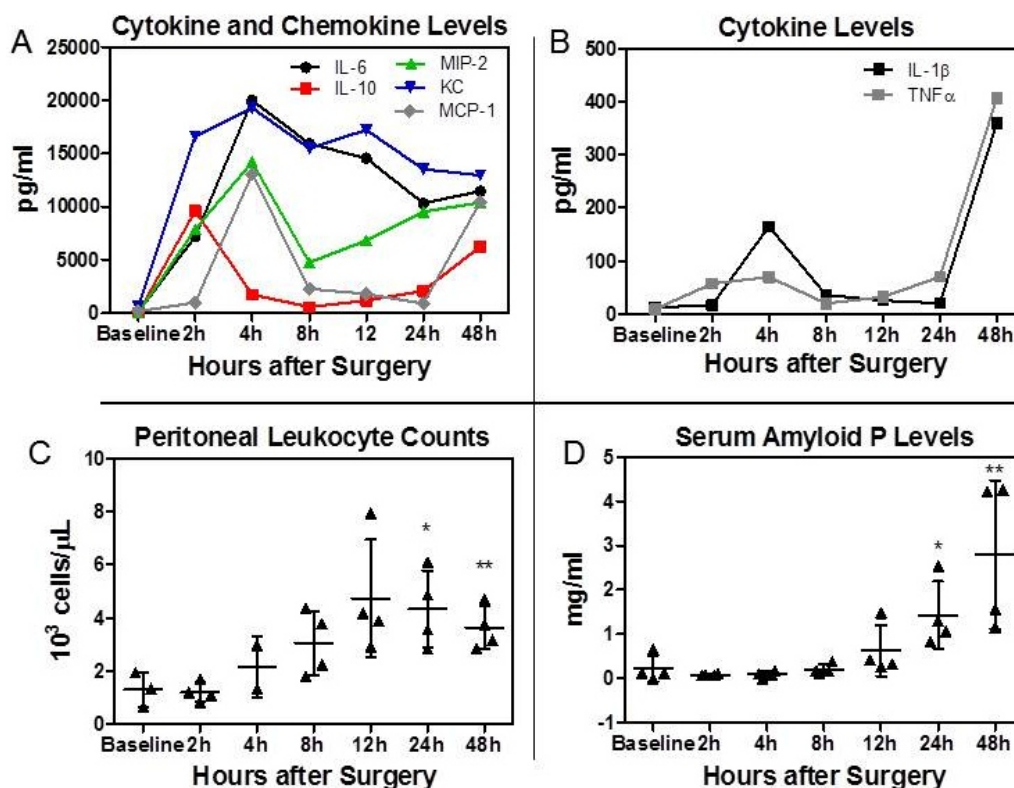 A
Cytokine and Chemokine Levels
25000
20000
15000
10000
5000
0
pg/ml
IL-6
IL-10
MIP-2
KC
MCP-1
Baseline 2h 4h 8h 12 24h 48h
Hours after Surgery
B
Cytokine Levels
500
400
300
200
100
0
pg/ml
IL-1β
TNFα
Baseline 2h 4h 8h 12h 24h 48h
Hours after Surgery
C
Peritoneal Leukocyte Counts
10
8
6
4
2
0
10³ cells/μL
*
**
Baseline 2h 4h 8h 12h 24h 48h
Hours after Surgery
D
Serum Amyloid P Levels
5
4
3
2
1
0
-1
mg/ml
*
**
Baseline 2h 4h 8h 12h 24h 48h
Hours after Surgery